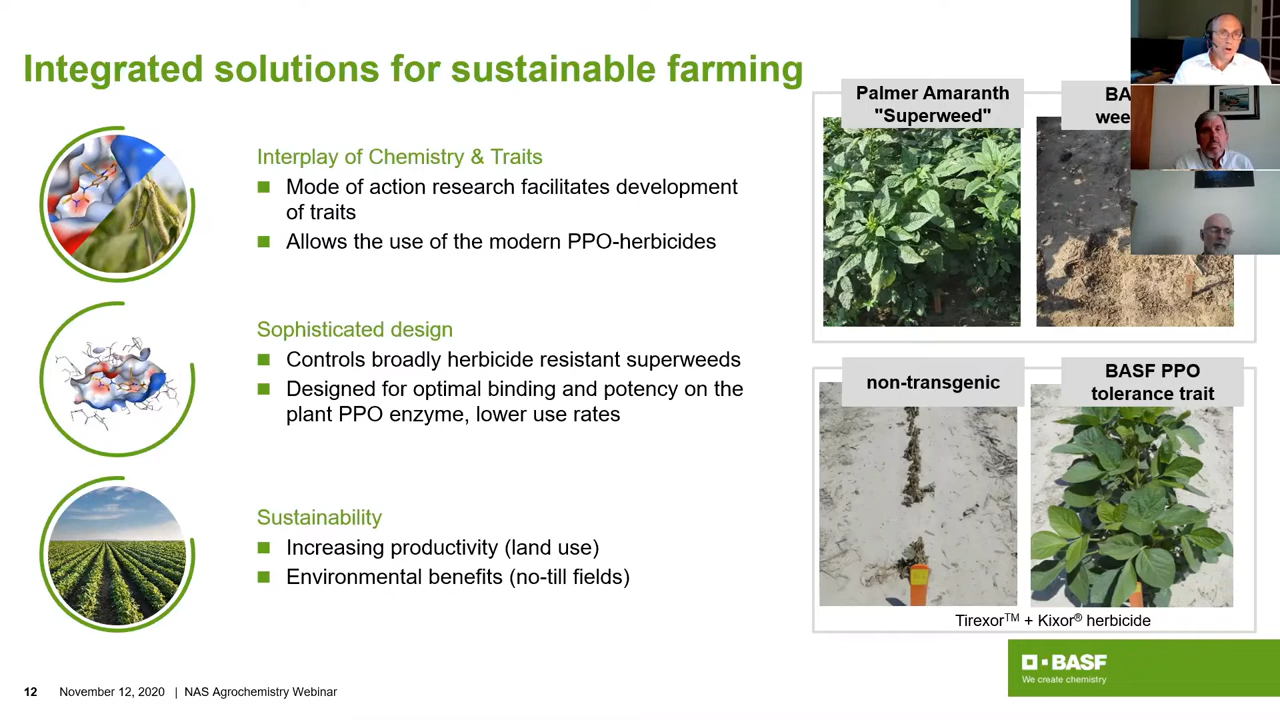 Integrated solutions for sustainable farming
Interplay of Chemistry & Traits
Mode of action research facilitates development
of traits
Allows the use of the modern PPO-herbicides
Sophisticated design
Controls broadly herbicide resistant superweeds
Designed for optimal binding and potency on the
plant PPO enzyme, lower use rates
Sustainability
Increasing productivity (land use)
Environmental benefits (no-till fields)
Palmer Amaranth
"Superweed"
BA
wee
non-transgenic
BASF PPO
tolerance trait
Tirexor™ + Kixor® herbicide
BASF
We create chemistry
12 November 12, 2020 | NAS Agrochemistry Webinar